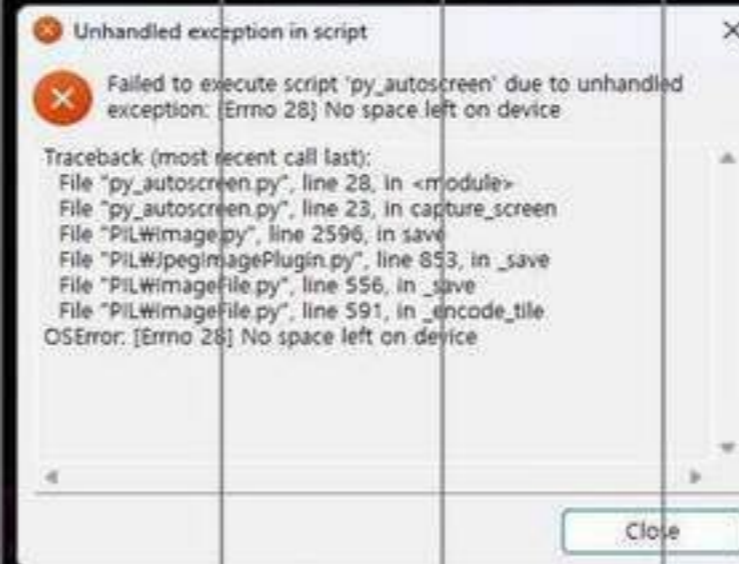 Unhandled exception in script
Failed to execute script 'py_autoscreen' due to unhandled
exception: [Errno 28] No space left on device
Traceback (most recent call last):
File "py_autoscreen.py", line 28, in <module>
File "py_autoscreen.py", line 23, in capture_screen
File "PIL₩Image.py", line 2596, in save
File "PIL₩JpegImagePlugin.py", line 853, in _save
File "PIL₩ImageFile.py", line 556, in _save
File "PIL₩ImageFile.py", line 591, in _encode_tile
OSError: [Errno 28] No space left on device
Close